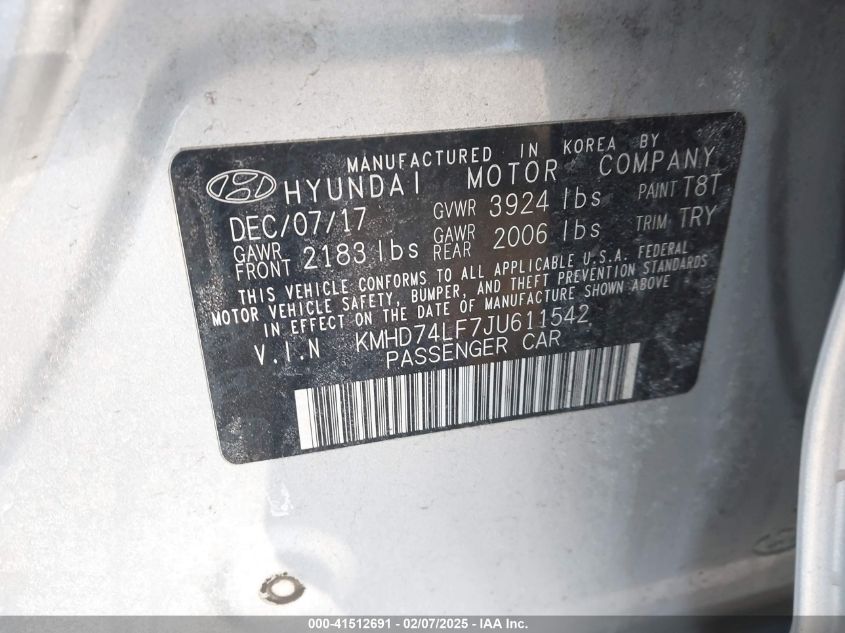 MANUFACTURED IN KOREA BY
HYUNDAI MOTOR COMPANY
DEC/07/17 GVWR 3924 lbs PAINT T8T
GAWR FRONT 2183 lbs GAWR REAR 2006 lbs TRIM TRY
THIS VEHICLE CONFORMS TO ALL APPLICABLE U.S.A. FEDERAL
MOTOR VEHICLE SAFETY, BUMPER, AND THEFT PREVENTION STANDARDS
IN EFFECT ON THE DATE OF MANUFACTURE SHOWN ABOVE
V.I.N KMHD74LF7JU611542
PASSENGER CAR
000-41512691 - 02/07/2025 - IAA Inc.